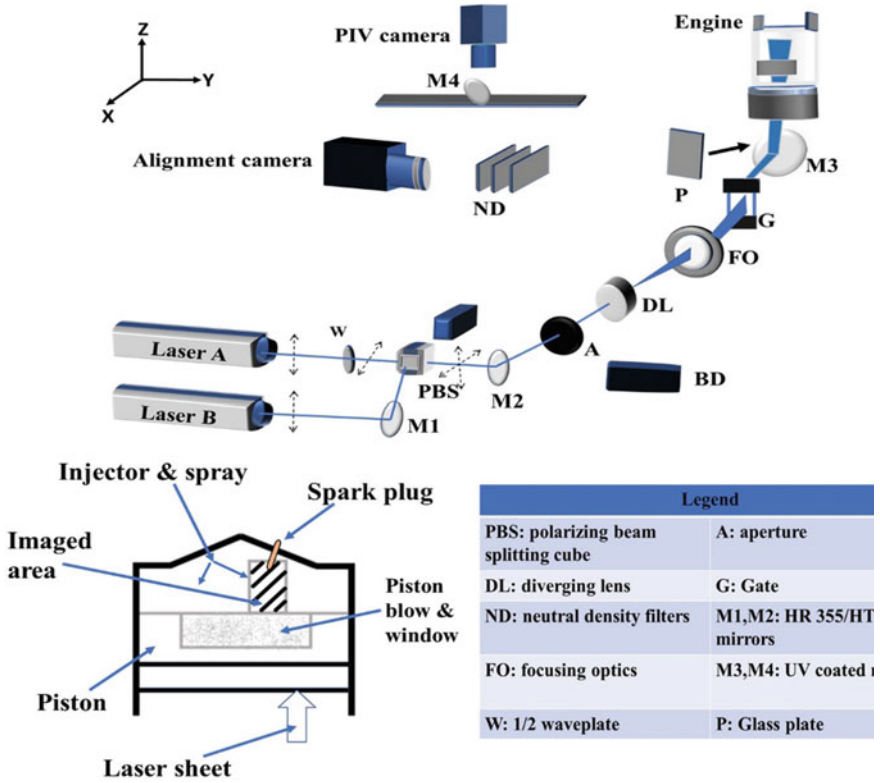 Z
Y
X
PIV camera
M4
Engine
Alignment camera
ND
P
M3
G
FO
DL
A
BD
W
Laser A
PBS
M2
Laser B
M1
Injector & spray
Spark plug
Imaged
area
Piston
blow &
window
Piston
Laser sheet
Legend
PBS: polarizing beam
splitting cube
A: aperture
DL: diverging lens
G: Gate
ND: neutral density filters
M1,M2: HR 355/HT
mirrors
FO: focusing optics
M3,M4: UV coated
W: 1/2 waveplate
P: Glass plate